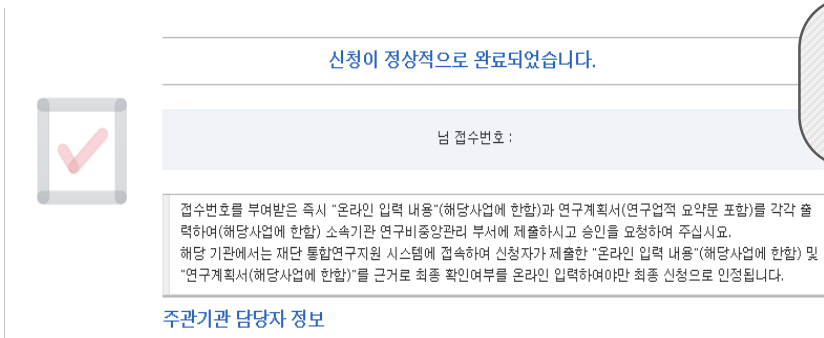 신청이 정상적으로 완료되었습니다.
님 접수번호 :
접수번호를 부여받은 즉시 "온라인 입력 내용"(해당사업에 한함)과 연구계획서(연구업적 요약문 포함)를 각각 출
력하여(해당사업에 한함) 소속기관 연구비중앙관리 부서에 제출하시고 승인을 요청하여 주십시요.
해당 기관에서는 재단 통합연구지원 시스템에 접속하여 신청자가 제출한 "온라인 입력 내용"(해당사업에 한함) 및
"연구계획서(해당사업에 한함)"를 근거로 최종 확인여부를 온라인 입력하여야만 최종 신청으로 인정됩니다.
주관기관 담당자 정보